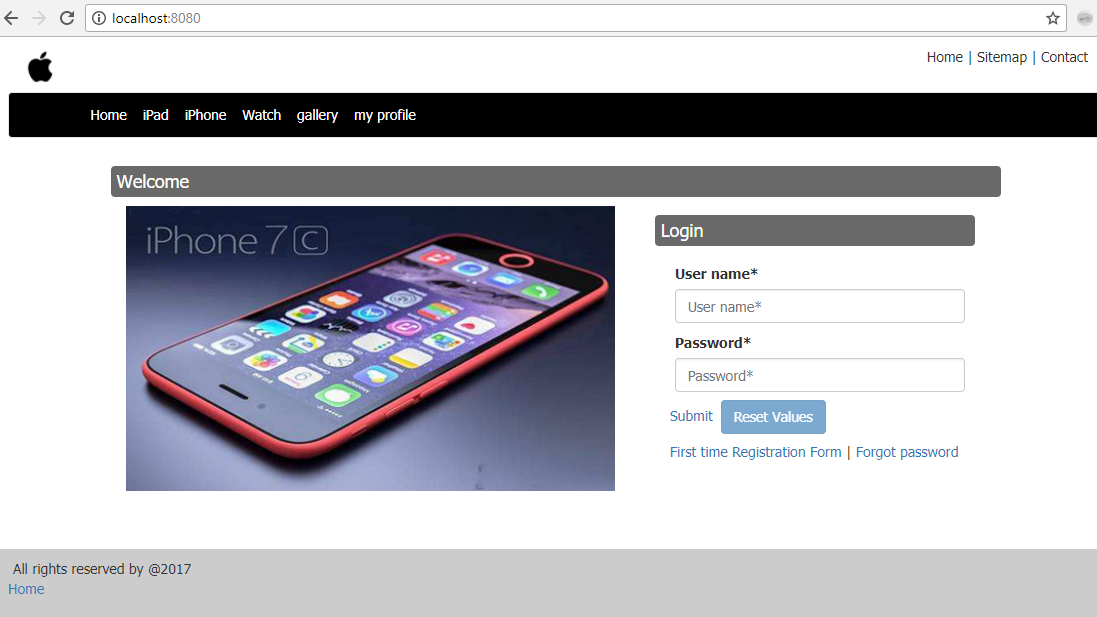 localhost:8080
Home | Sitemap | Contact
Home iPad iPhone Watch gallery my profile
Welcome
iPhone 7 C
Login
User name*
User name*
Password*
Password*
Submit Reset Values
First time Registration Form | Forgot password
All rights reserved by @2017
Home